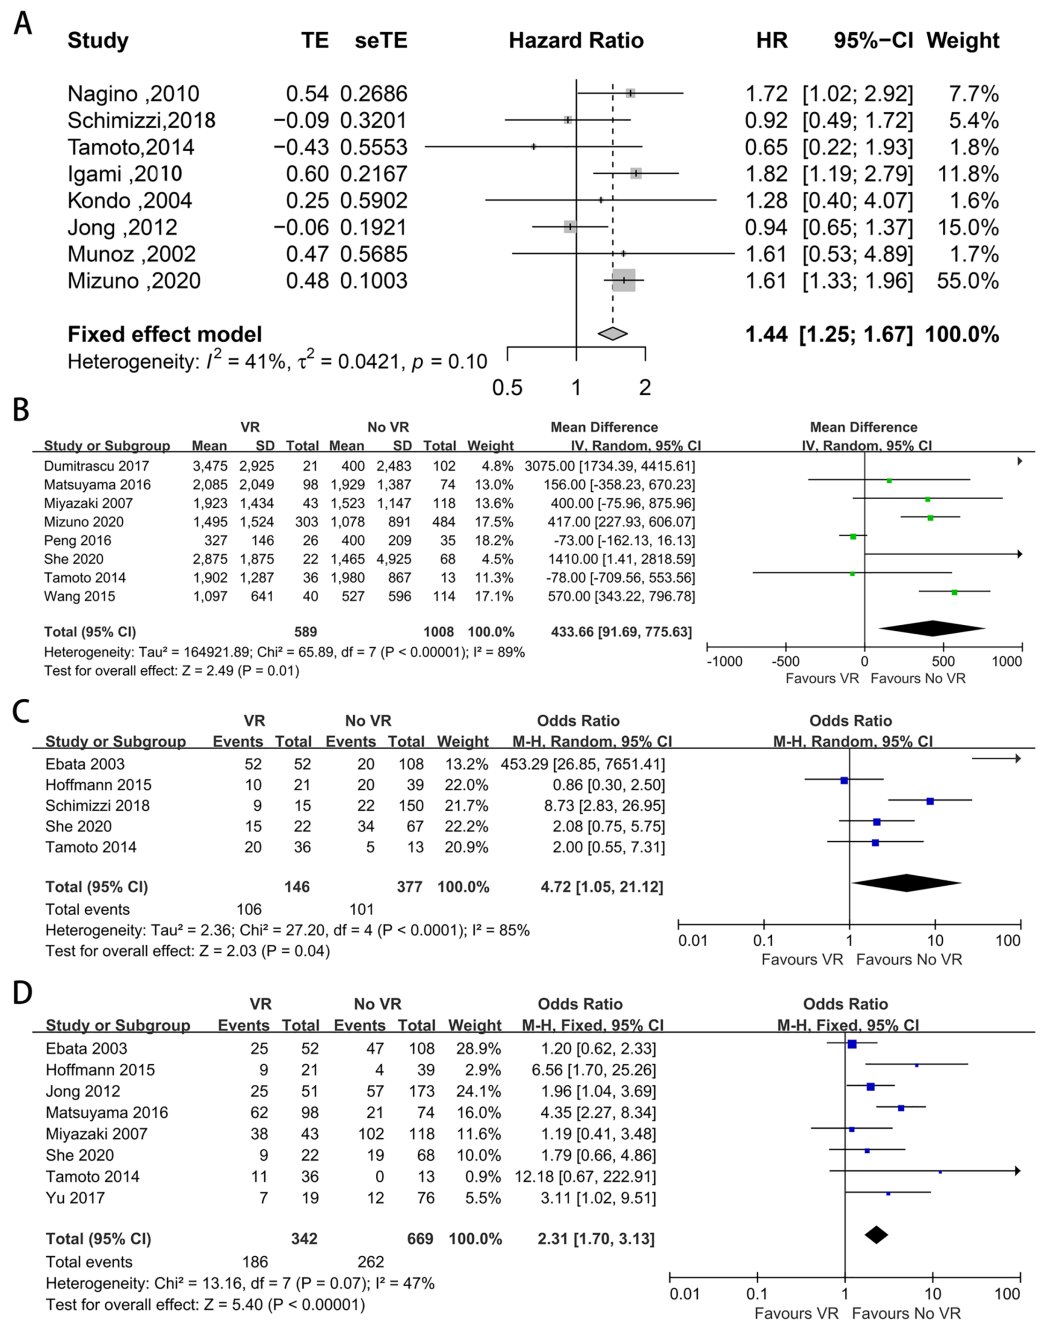 A
Study TE seTE Hazard Ratio HR 95%−CI Weight
Nagino ,2010 0.54 0.2686 1.72 [1.02; 2.92] 7.7%
Schimizzi,2018 −0.09 0.3201 0.92 [0.49; 1.72] 5.4%
Tamoto,2014 −0.43 0.5553 0.65 [0.22; 1.93] 1.8%
Igami ,2010 0.60 0.2167 1.82 [1.19; 2.79] 11.8%
Kondo ,2004 0.25 0.5902 1.28 [0.40; 4.07] 1.6%
Jong ,2012 −0.06 0.1921 0.94 [0.65; 1.37] 15.0%
Munoz ,2002 0.47 0.5685 1.61 [0.53; 4.89] 1.7%
Mizuno ,2020 0.48 0.1003 1.61 [1.33; 1.96] 55.0%
Fixed effect model 1.44 [1.25; 1.67] 100.0%
Heterogeneity: I² = 41%, τ² = 0.0421, p = 0.10
0.5 1 2
B
VR No VR Mean Difference Mean Difference
Study or Subgroup Mean SD Total Mean SD Total Weight IV, Random, 95% CI IV, Random, 95% CI
Dumitrascu 2017 3,475 2,925 21 400 2,483 102 4.8% 3075.00 [1734.39, 4415.61]
Matsuyama 2016 2,085 2,049 98 1,929 1,387 74 13.0% 156.00 [-358.23, 670.23]
Miyazaki 2007 1,923 1,434 43 1,523 1,147 118 13.6% 400.00 [-75.96, 875.96]
Mizuno 2020 1,495 1,524 303 1,078 891 484 17.5% 417.00 [227.93, 606.07]
Peng 2016 327 146 26 400 209 35 18.2% -73.00 [-162.13, 16.13]
She 2020 2,875 1,875 22 1,465 4,925 68 4.5% 1410.00 [1.41, 2818.59]
Tamoto 2014 1,902 1,287 36 1,980 867 13 11.3% -78.00 [-709.56, 553.56]
Wang 2015 1,097 641 40 527 596 114 17.1% 570.00 [343.22, 796.78]
Total (95% CI) 589 1008 100.0% 433.66 [91.69, 775.63]
Heterogeneity: Tau² = 164921.89; Chi² = 65.89, df = 7 (P < 0.00001); I² = 89%
Test for overall effect: Z = 2.49 (P = 0.01)
-1000 -500 0 500 1000
Favours VR Favours No VR
C
VR No VR Odds Ratio Odds Ratio
Study or Subgroup Events Total Events Total Weight M-H, Random, 95% CI M-H, Random, 95% CI
Ebata 2003 52 52 20 108 13.2% 453.29 [26.85, 7651.41]
Hoffmann 2015 10 21 20 39 22.0% 0.86 [0.30, 2.50]
Schimizzi 2018 9 15 22 150 21.7% 8.73 [2.83, 26.95]
She 2020 15 22 34 67 22.2% 2.08 [0.75, 5.75]
Tamoto 2014 20 36 5 13 20.9% 2.00 [0.55, 7.31]
Total (95% CI) 146 377 100.0% 4.72 [1.05, 21.12]
Total events 106 101
Heterogeneity: Tau² = 2.36; Chi² = 27.20, df = 4 (P < 0.0001); I² = 85%
Test for overall effect: Z = 2.03 (P = 0.04)
0.01 0.1 1 10 100
Favours VR Favours No VR
D
VR No VR Odds Ratio Odds Ratio
Study or Subgroup Events Total Events Total Weight M-H, Fixed, 95% CI M-H, Fixed, 95% CI
Ebata 2003 25 52 47 108 28.9% 1.20 [0.62, 2.33]
Hoffmann 2015 9 21 4 39 2.9% 6.56 [1.70, 25.26]
Jong 2012 25 51 57 173 24.1% 1.96 [1.04, 3.69]
Matsuyama 2016 62 98 21 74 16.0% 4.35 [2.27, 8.34]
Miyazaki 2007 38 43 102 118 11.6% 1.19 [0.41, 3.48]
She 2020 9 22 19 68 10.0% 1.79 [0.66, 4.86]
Tamoto 2014 11 36 0 13 0.9% 12.18 [0.67, 222.91]
Yu 2017 7 19 12 76 5.5% 3.11 [1.02, 9.51]
Total (95% CI) 342 669 100.0% 2.31 [1.70, 3.13]
Total events 186 262
Heterogeneity: Chi² = 13.16, df = 7 (P = 0.07); I² = 47%
Test for overall effect: Z = 5.40 (P < 0.00001)
0.01 0.1 1 10 100
Favours VR Favours No VR